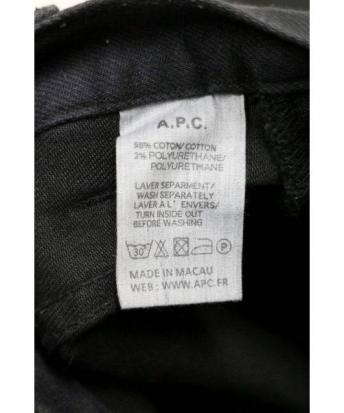 A.P.C.
98% COTON/COTTON
2% POLYURETHANE/
POLYURETHANE
LAVER SEPARMENT/
WASH SEPARATELY
LAVER A L' ENVERS/
TURN INSIDE OUT
BEFORE WASHING
30° P
MADE IN MACAU
WEB : WWW.APC.FR